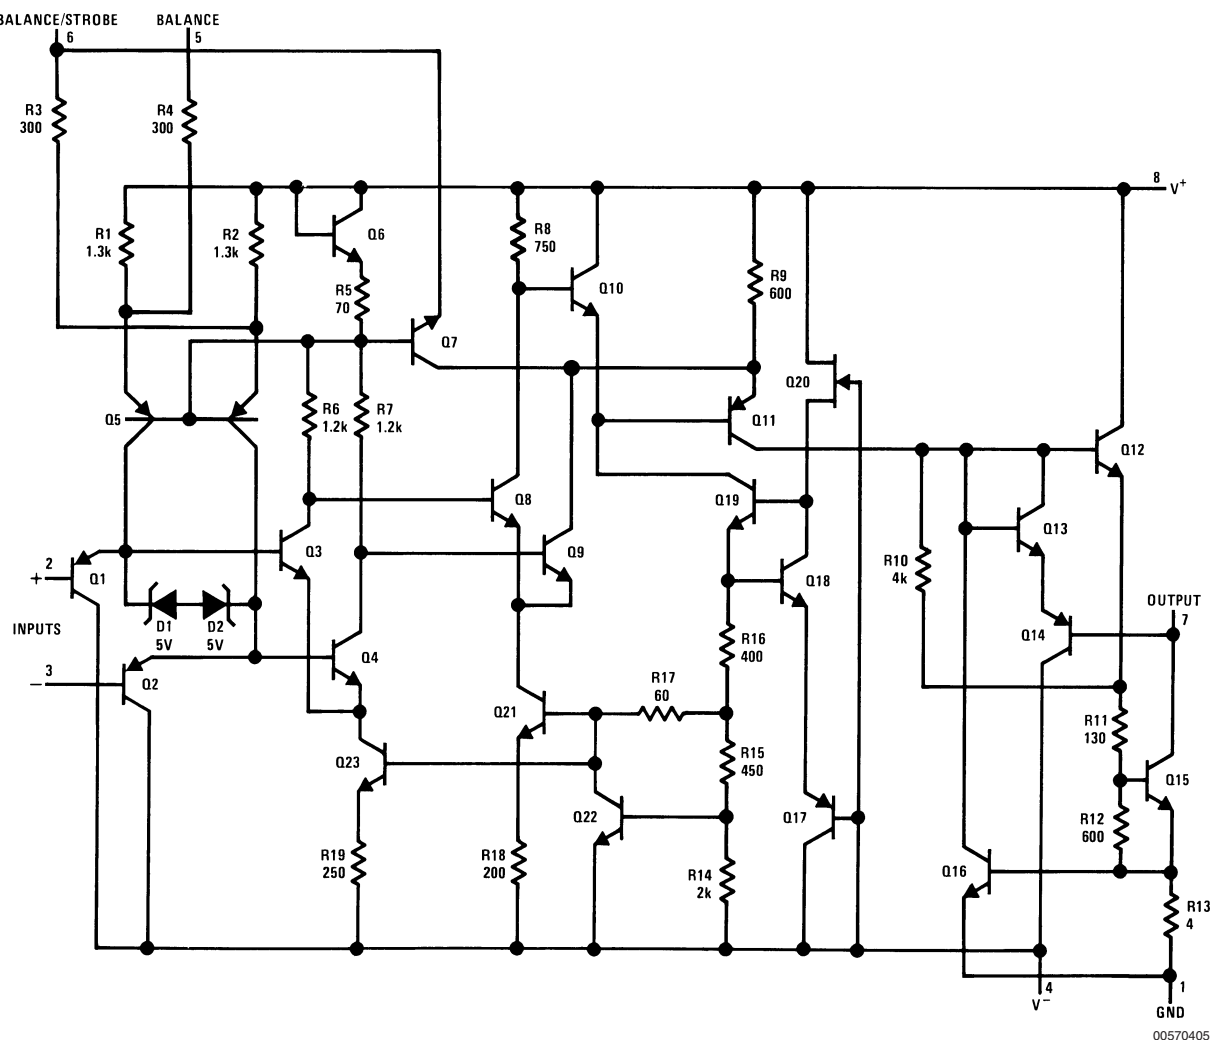 BALANCE/STROBE
6
BALANCE
5
R3
300
R4
300
8
V+
R1
1.3k
R2
1.3k
Q6
R8
750
R5
70
Q10
R9
600
Q7
Q20
Q5
R6
1.2k
R7
1.2k
Q11
Q12
Q8
Q19
Q13
Q3
Q9
R10
4k
Q18
+
2
Q1
INPUTS
D1
5V
D2
5V
OUTPUT
7
Q14
R16
400
Q4
−
3
Q2
R17
60
Q21
R11
130
Q23
R15
450
Q15
Q22
Q17
R12
600
R19
250
R18
200
R14
2k
Q16
R13
4
4
V−
1
GND
00570405